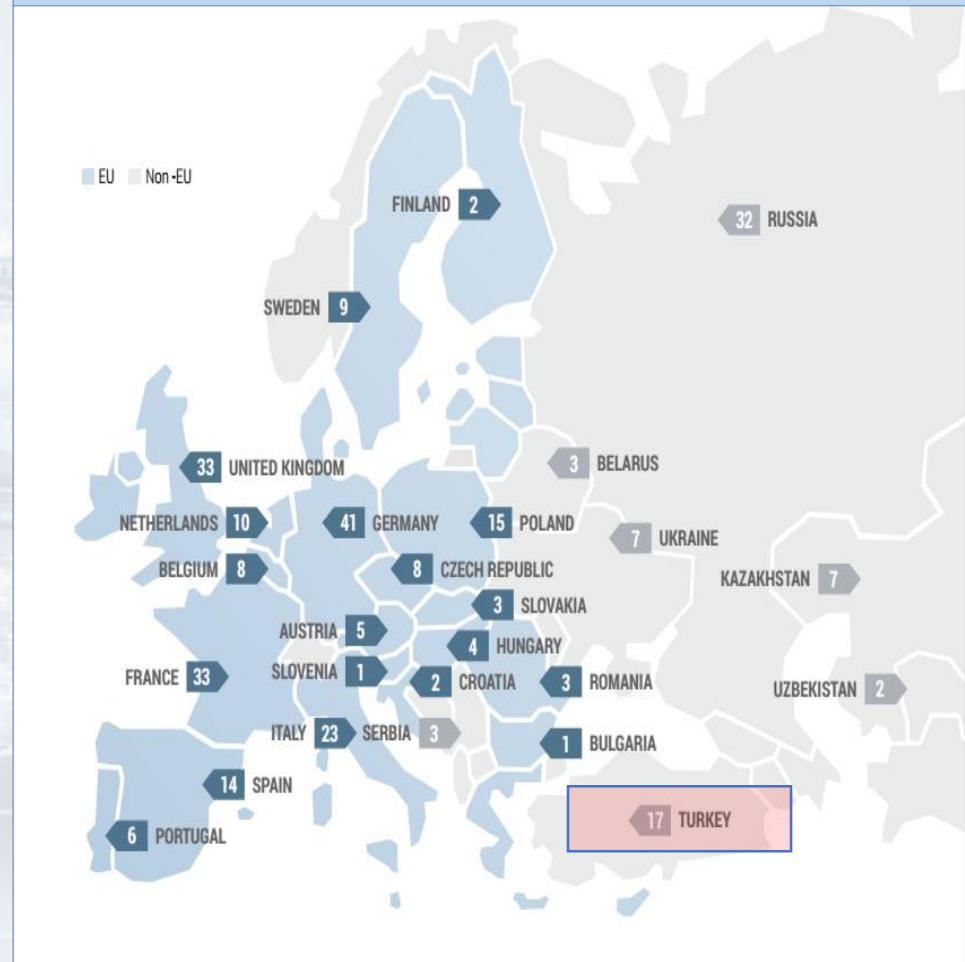 EU Non-EU
FINLAND 2
32 RUSSIA
SWEDEN 9
33 UNITED KINGDOM
3 BELARUS
NETHERLANDS 10
41 GERMANY
15 POLAND
7 UKRAINE
BELGIUM 8
8 CZECH REPUBLIC
KAZAKHSTAN 7
3 SLOVAKIA
AUSTRIA 5
4 HUNGARY
FRANCE 33
SLOVENIA 1
2 CROATIA
3 ROMANIA
UZBEKISTAN 2
ITALY 23
SERBIA 3
1 BULGARIA
14 SPAIN
17 TURKEY
6 PORTUGAL